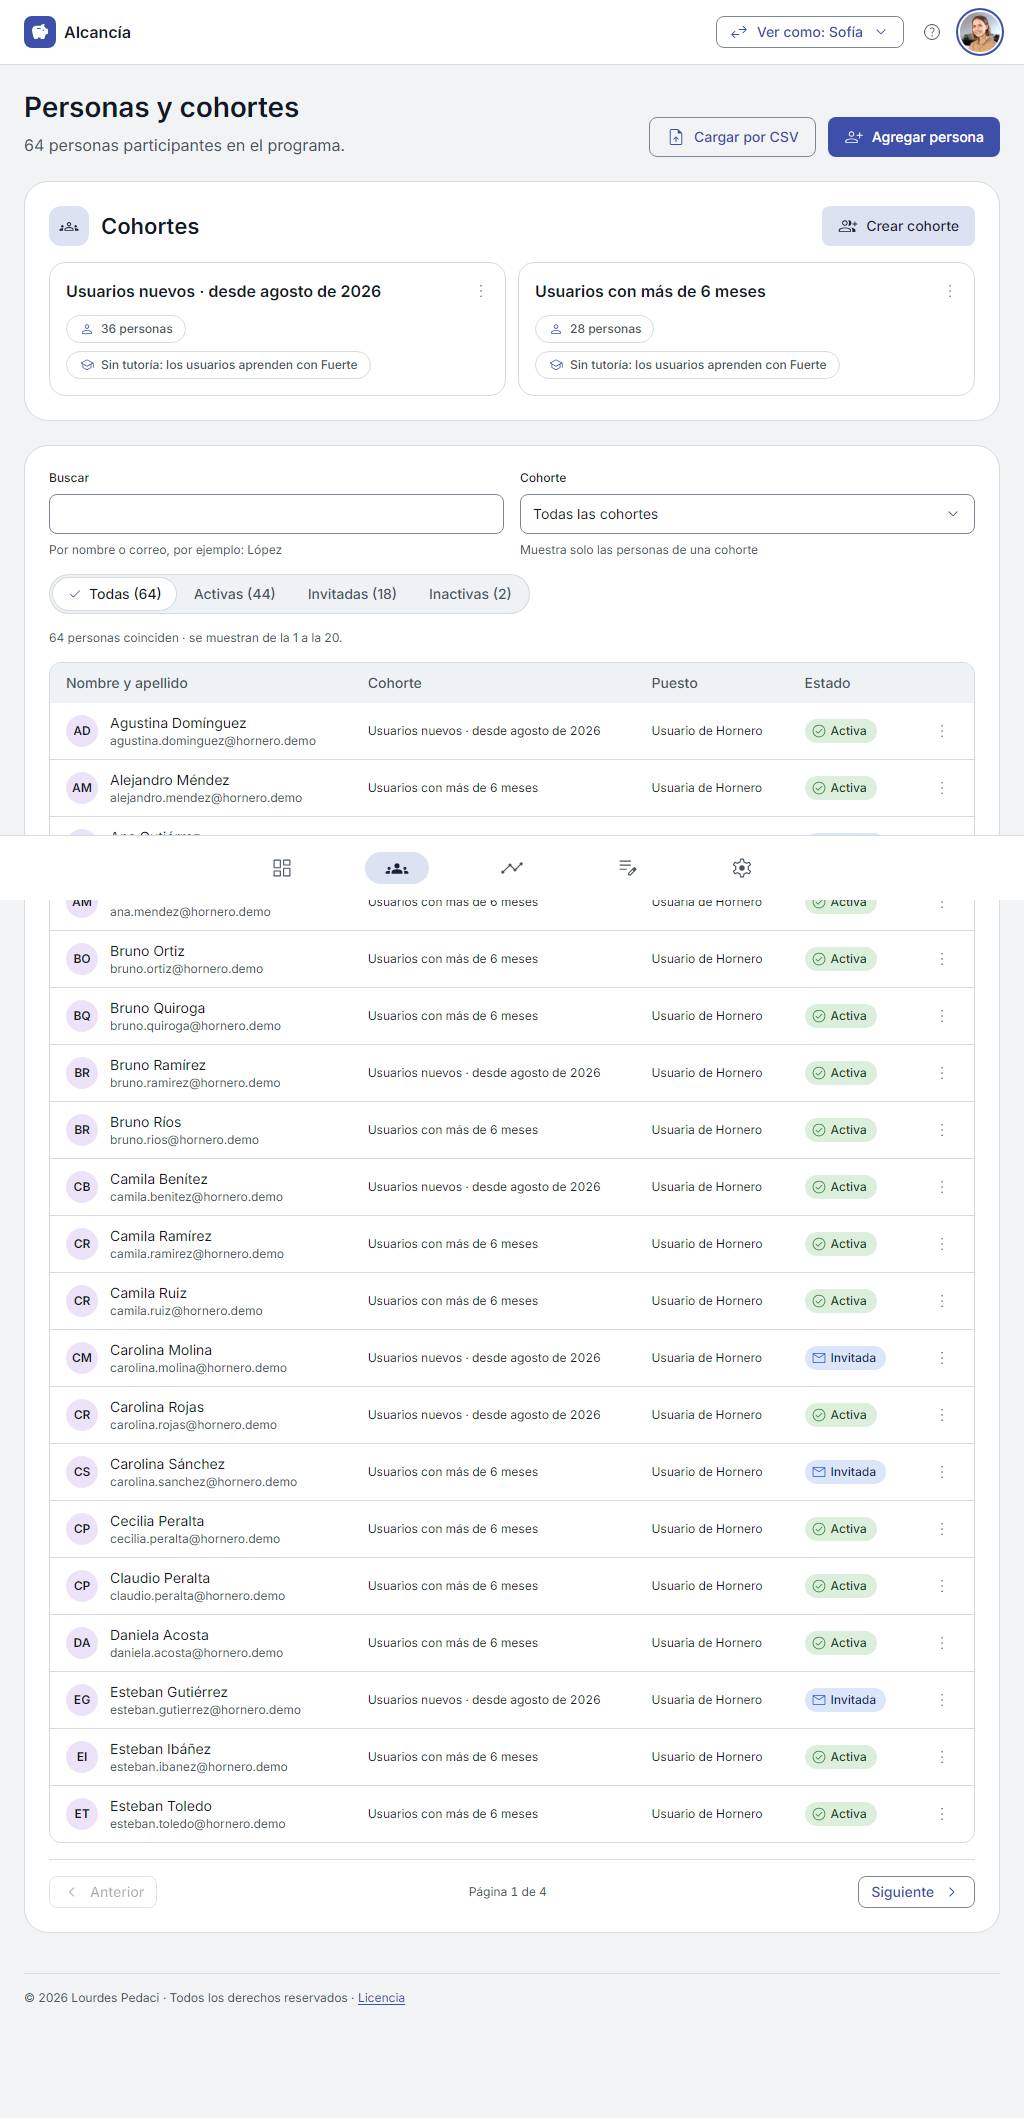 Alcancía
Ver como: Sofía
Personas y cohortes
64 personas participantes en el programa.
Cargar por CSV
Agregar persona
Cohortes
Crear cohorte
Usuarios nuevos · desde agosto de 2026
36 personas
Sin tutoría: los usuarios aprenden con Fuerte
Usuarios con más de 6 meses
28 personas
Sin tutoría: los usuarios aprenden con Fuerte
Buscar
Por nombre o correo, por ejemplo: López
Cohorte
Todas las cohortes
Muestra solo las personas de una cohorte
Todas (64) Activas (44) Invitadas (18) Inactivas (2)
64 personas coinciden · se muestran de la 1 a la 20.
Nombre y apellido Cohorte Puesto Estado
AD Agustina Domínguez Usuarios nuevos · desde agosto de 2026 Usuario de Hornero Activa
agustina.dominguez@hornero.demo
AM Alejandro Méndez Usuarios con más de 6 meses Usuaria de Hornero Activa
alejandro.mendez@hornero.demo
AM Usuarios con más de 6 meses Usuaria de Hornero Activa
ana.mendez@hornero.demo
BO Bruno Ortiz Usuarios con más de 6 meses Usuario de Hornero Activa
bruno.ortiz@hornero.demo
BQ Bruno Quiroga Usuarios con más de 6 meses Usuario de Hornero Activa
bruno.quiroga@hornero.demo
BR Bruno Ramírez Usuarios nuevos · desde agosto de 2026 Usuario de Hornero Activa
bruno.ramirez@hornero.demo
BR Bruno Ríos Usuarios con más de 6 meses Usuaria de Hornero Activa
bruno.rios@hornero.demo
CB Camila Benítez Usuarios nuevos · desde agosto de 2026 Usuaria de Hornero Activa
camila.benitez@hornero.demo
CR Camila Ramírez Usuarios con más de 6 meses Usuario de Hornero Activa
camila.ramirez@hornero.demo
CR Camila Ruiz Usuarios con más de 6 meses Usuario de Hornero Activa
camila.ruiz@hornero.demo
CM Carolina Molina Usuarios nuevos · desde agosto de 2026 Usuaria de Hornero Invitada
carolina.molina@hornero.demo
CR Carolina Rojas Usuarios nuevos · desde agosto de 2026 Usuaria de Hornero Activa
carolina.rojas@hornero.demo
CS Carolina Sánchez Usuarios con más de 6 meses Usuario de Hornero Invitada
carolina.sanchez@hornero.demo
CP Cecilia Peralta Usuarios con más de 6 meses Usuario de Hornero Activa
cecilia.peralta@hornero.demo
CP Claudio Peralta Usuarios con más de 6 meses Usuario de Hornero Activa
claudio.peralta@hornero.demo
DA Daniela Acosta Usuarios con más de 6 meses Usuaria de Hornero Activa
daniela.acosta@hornero.demo
EG Esteban Gutiérrez Usuarios nuevos · desde agosto de 2026 Usuaria de Hornero Invitada
esteban.gutierrez@hornero.demo
EI Esteban Ibáñez Usuarios con más de 6 meses Usuario de Hornero Activa
esteban.ibanez@hornero.demo
ET Esteban Toledo Usuarios con más de 6 meses Usuario de Hornero Activa
esteban.toledo@hornero.demo
Anterior Página 1 de 4 Siguiente
© 2026 Lourdes Pedaci · Todos los derechos reservados · Licencia